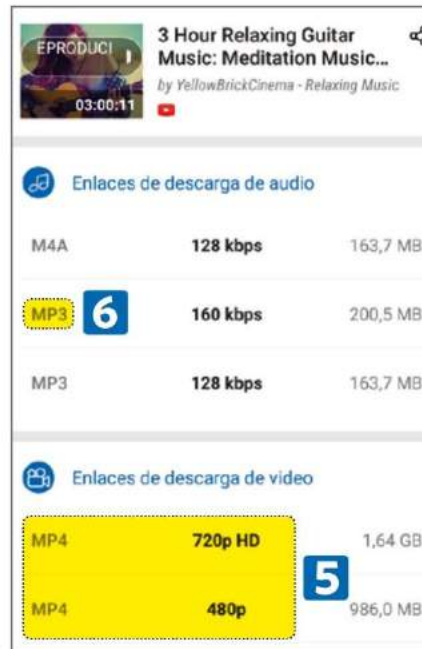 EPRODUCI
03:00:11
3 Hour Relaxing Guitar
Music: Meditation Music...
by YellowBrickCinema - Relaxing Music
Enlaces de descarga de audio
M4A 128 kbps 163,7 MB
MP3 6 160 kbps 200,5 MB
MP3 128 kbps 163,7 MB
Enlaces de descarga de video
MP4 720p HD 1,64 GB
5
MP4 480p 986,0 MB